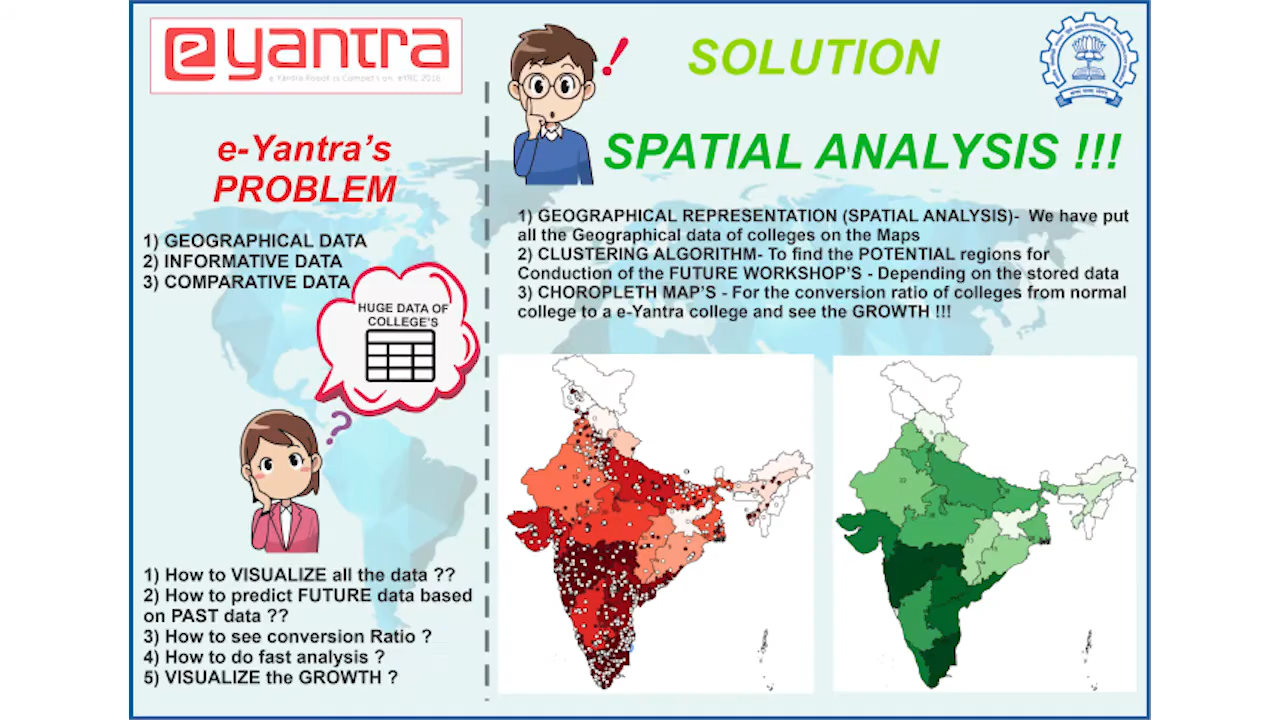 e yantra
e Yantra Robotics Competition eYRC 2016
e-Yantra's
PROBLEM
1) GEOGRAPHICAL DATA
2) INFORMATIVE DATA
3) COMPARATIVE DATA
HUGE DATA OF
COLLEGE'S
?
1) How to VISUALIZE all the data ??
2) How to predict FUTURE data based
on PAST data ??
3) How to see conversion Ratio ?
4) How to do fast analysis ?
5) VISUALIZE the GROWTH ?
!
SOLUTION
SPATIAL ANALYSIS !!!
1) GEOGRAPHICAL REPRESENTATION (SPATIAL ANALYSIS)- We have put
all the Geographical data of colleges on the Maps
2) CLUSTERING ALGORITHM- To find the POTENTIAL regions for
Conduction of the FUTURE WORKSHOP'S - Depending on the stored data
3) CHOROPLETH MAP'S - For the conversion ratio of colleges from normal
college to a e-Yantra college and see the GROWTH !!!